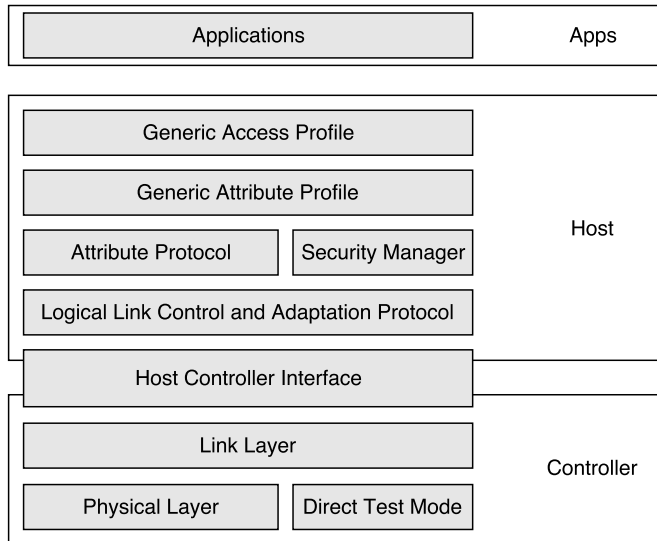 Applications
Apps
Generic Access Profile
Generic Attribute Profile
Host
Attribute Protocol
Security Manager
Logical Link Control and Adaptation Protocol
Host Controller Interface
Link Layer
Controller
Physical Layer
Direct Test Mode